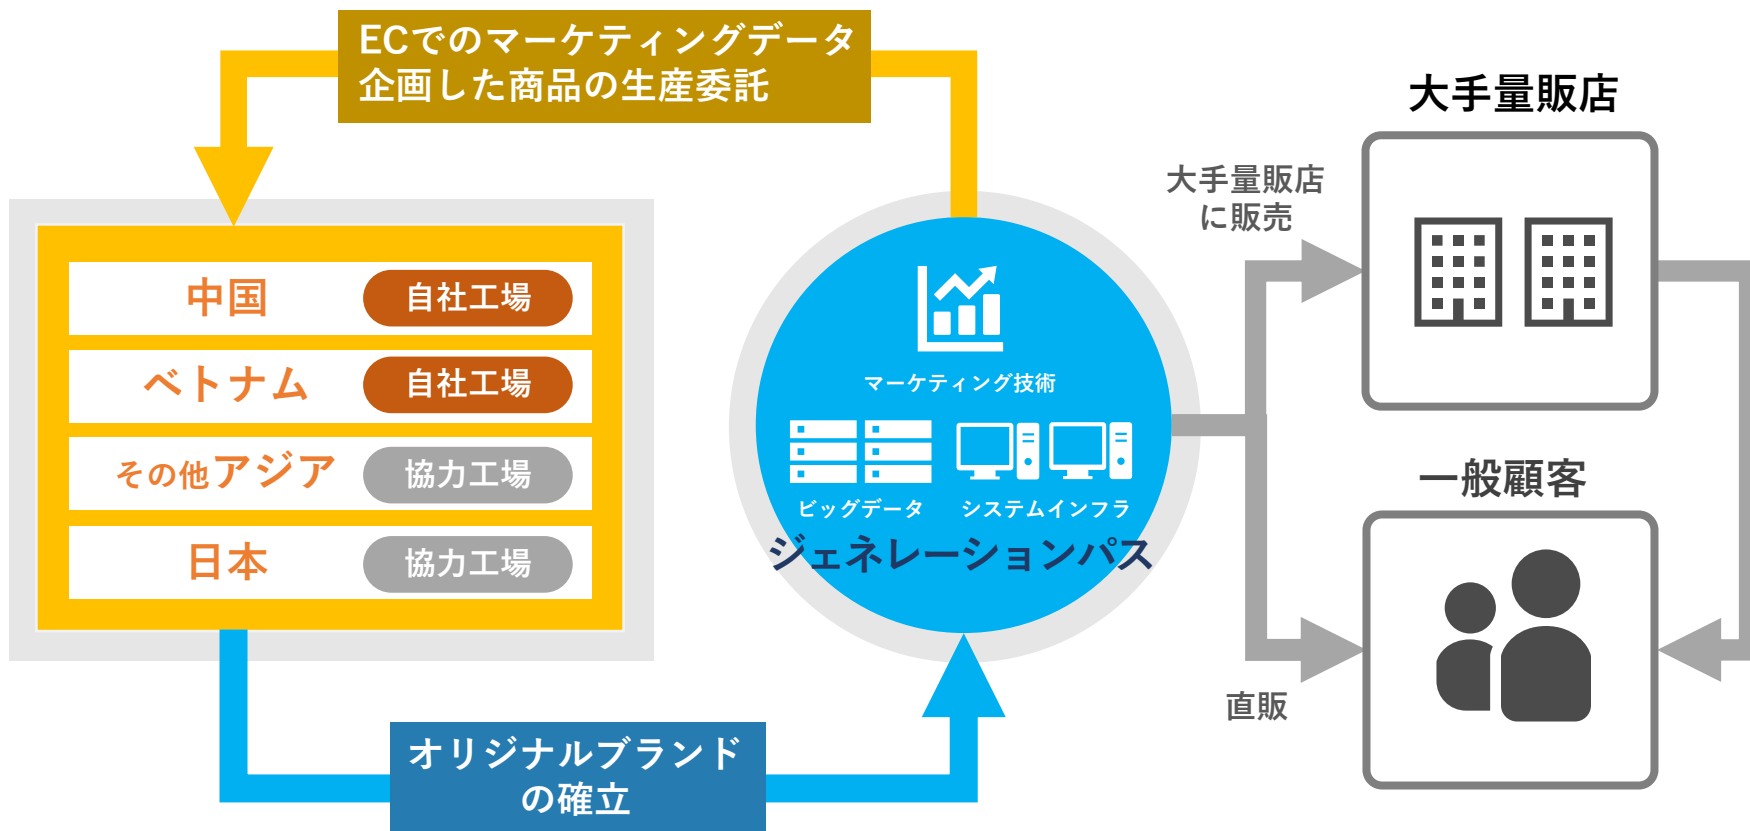 ECでのマーケティングデータ
企画した商品の生産委託
中国
自社工場
ベトナム
自社工場
その他アジア
協力工場
日本
協力工場
オリジナルブランド
の確立
マーケティング技術
ビッグデータ
システムインフラ
ジェネレーションパス
大手量販店
に販売
直販
大手量販店
一般顧客